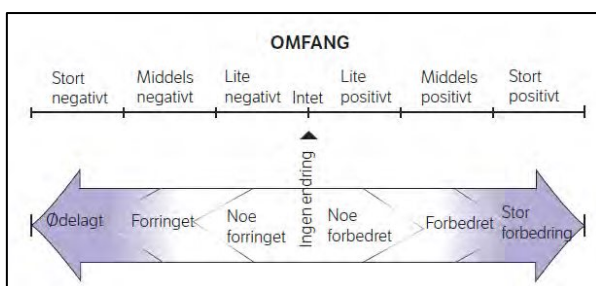 OMFANG
Stort Middels Lite Lite Middels Stort
negativt negativt negativt Intet positivt positivt positivt
Ingen endring
Ødelagt Forringet Noe Noe Forbedret Stor
forringet forbedret forbedring